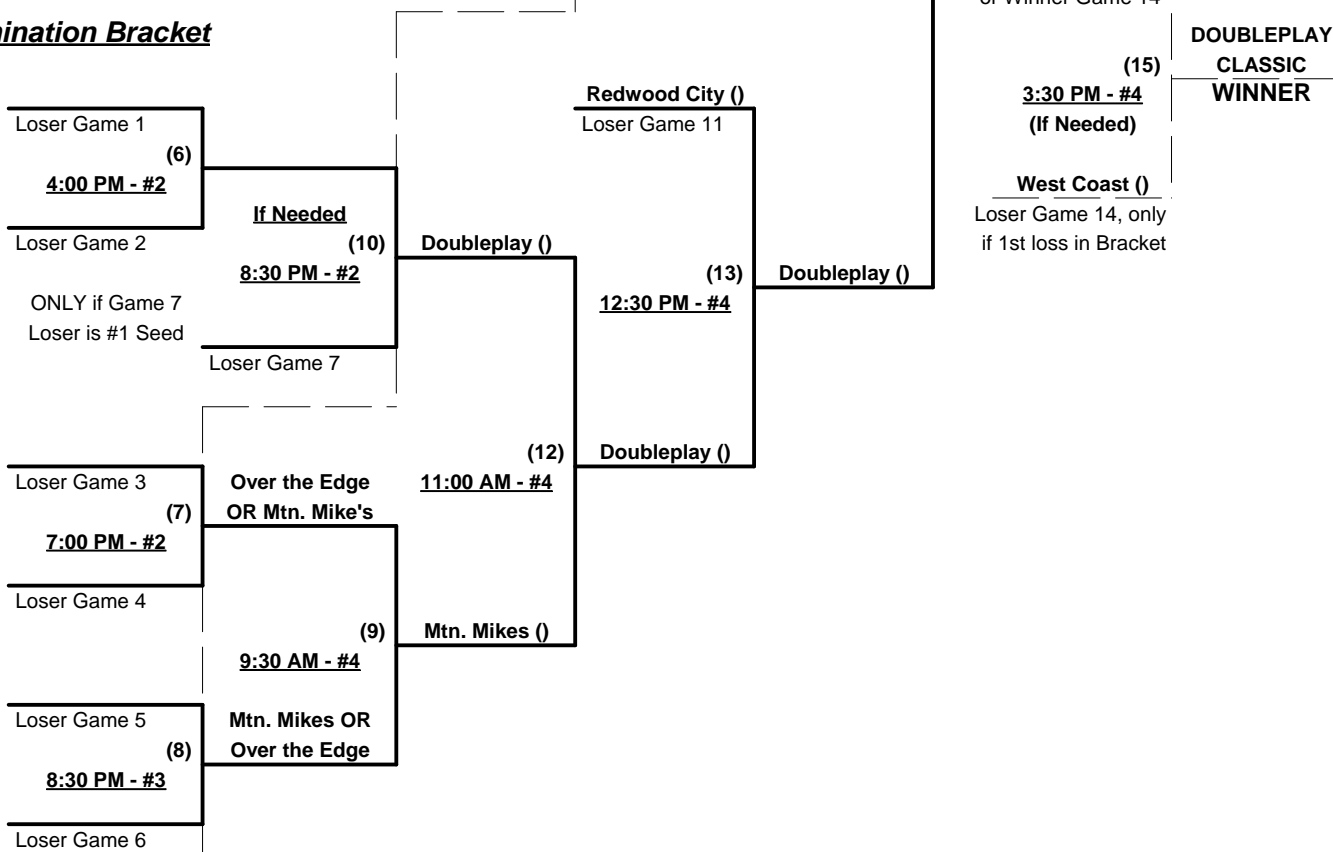 ination Bracket
or Winner Game 14
DOUBLEPLAY
CLASSIC
WINNER
(15)
3:30 PM - #4
(If Needed)
West Coast ()
Loser Game 14, only
if 1st loss in Bracket
Redwood City ()
Loser Game 11
Loser Game 1
(6)
4:00 PM - #2
Loser Game 2
If Needed
(10)
8:30 PM - #2
Doubleplay ()
ONLY if Game 7
Loser is #1 Seed
Loser Game 7
(13)
12:30 PM - #4
Doubleplay ()
(12)
11:00 AM - #4
Doubleplay ()
Loser Game 3
(7)
7:00 PM - #2
Loser Game 4
Over the Edge
OR Mtn. Mike's
(9)
9:30 AM - #4
Mtn. Mikes ()
Loser Game 5
(8)
8:30 PM - #3
Loser Game 6
Mtn. Mikes OR
Over the Edge